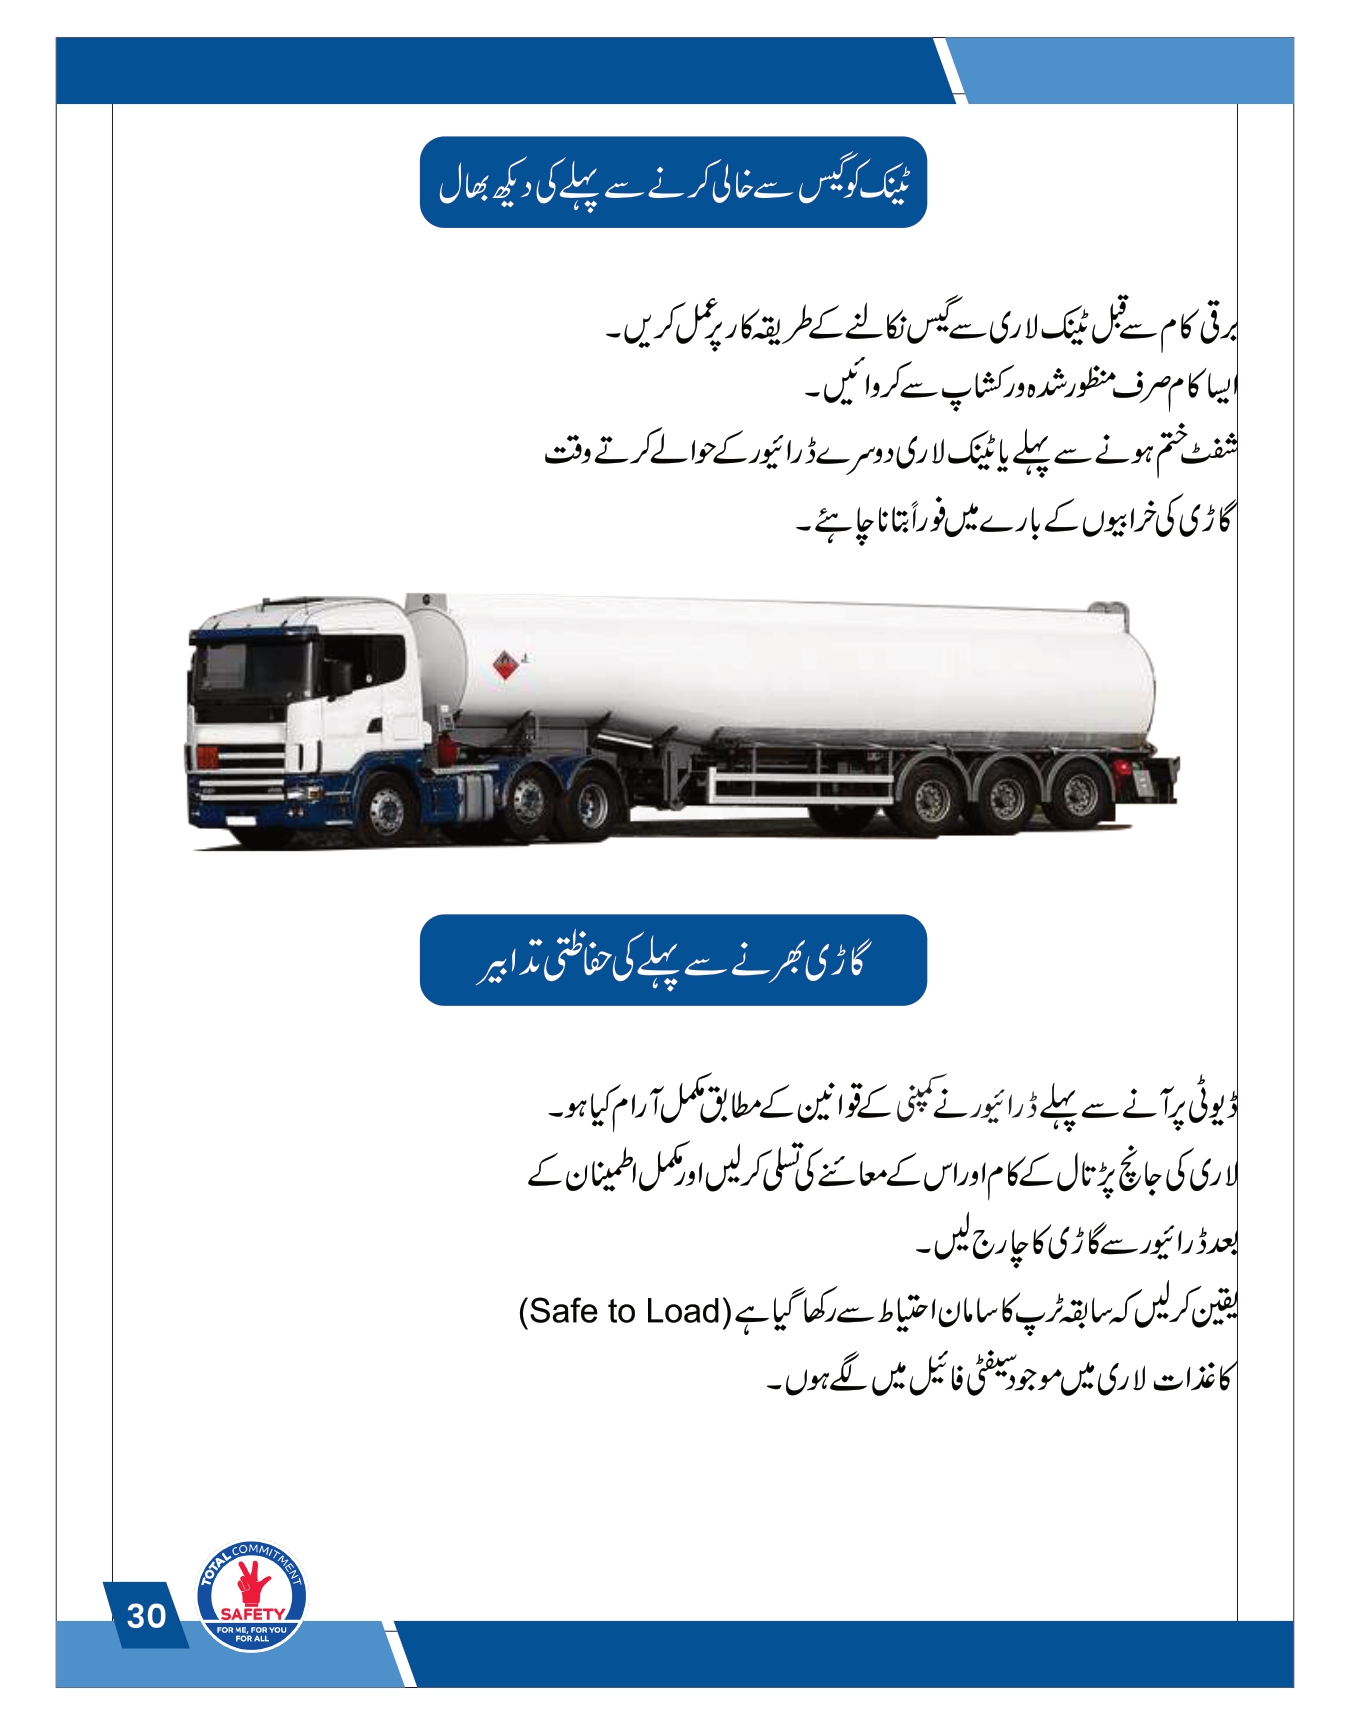 ٹینک کو گیس سے خالی کرنے سے پہلے کی دیکھ بھال
برقی کام سے قبل ٹینک لاری سے گیس نکالنے کے طریقہ کار پر عمل کریں۔
ایسا کام صرف منظور شدہ ورکشاپ سے کروائیں۔
شفٹ ختم ہونے سے پہلے یا ٹینک لاری دوسرے ڈرائیور کے حوالے کرتے وقت
گاڑی کی خرابیوں کے بارے میں فوراً بتانا چاہئے۔
گاڑی بھرنے سے پہلے کی حفاظتی تدابیر
ڈیوٹی پر آنے سے پہلے ڈرائیور نے کمپنی کے قوانین کے مطابق مکمل آرام کیا ہو۔
لاری کی جانچ پڑتال کے کام اور اس کے معائنے کی تسلی کرلیں اور مکمل اطمینان کے
بعد ڈرائیور سے گاڑی کا چارج لیں۔
یقین کرلیں کہ سابقہ ٹرپ کا سامان احتیاط سے رکھا گیا ہے (Safe to Load)
کاغذات لاری میں موجود سیفٹی فائیل میں لگے ہوں۔
TOTAL COMMITMENT
SAFETY
FOR ME, FOR YOU
FOR ALL
30